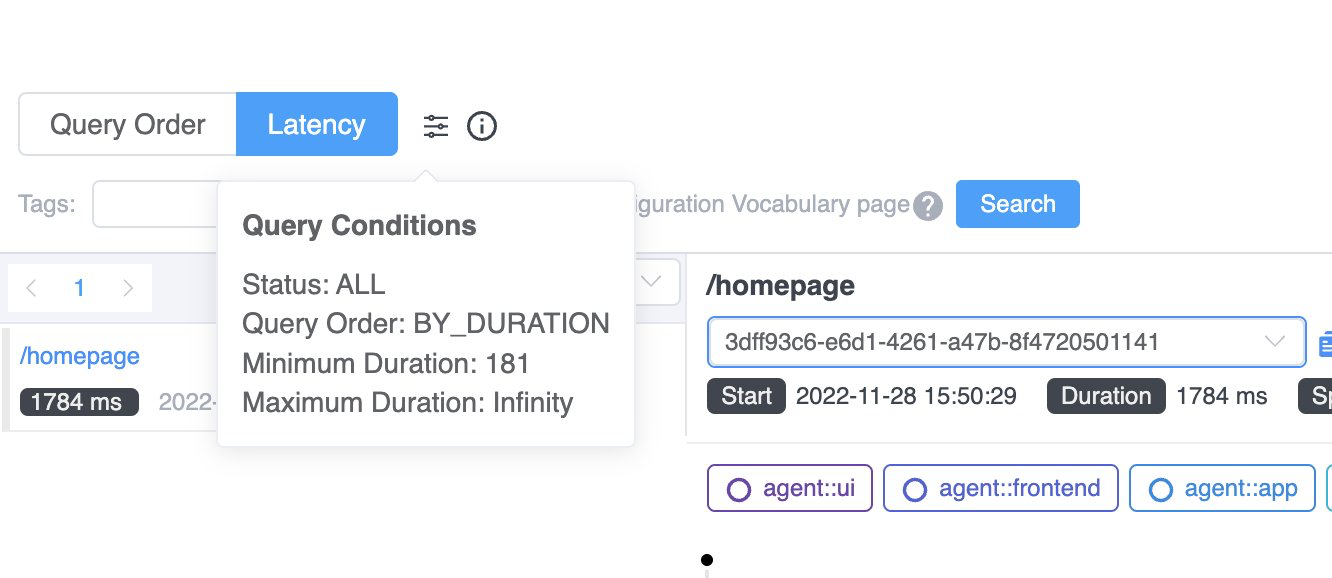 Query Order Latency
Tags:
Vocabulary page ? Search
Query Conditions
Status: ALL
Query Order: BY_DURATION
Minimum Duration: 181
Maximum Duration: Infinity
1
/homepage
1784 ms 2022-
/homepage
3dff93c6-e6d1-4261-a47b-8f4720501141
Start 2022-11-28 15:50:29 Duration 1784 ms
agent::ui agent::frontend agent::app